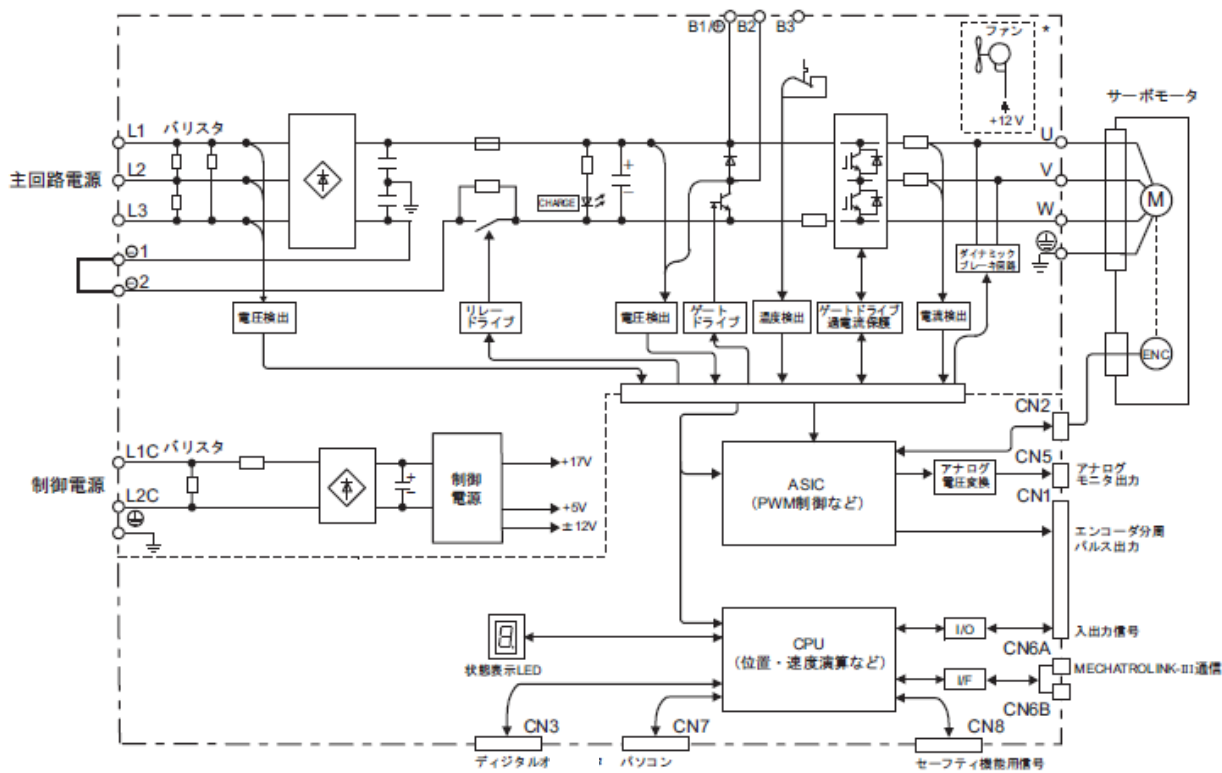 B1/⊕ B2 B3
ファン
*
+12 V
サーボモータ
L1 バリスタ
L2
L3
主回路電源
⊖1
⊖2
CHARGE
+
−
U
V
W
M
ENC
ダイナミック
ブレーキ回路
電圧検出
リレー
ドライブ
電圧検出
ゲート
ドライブ
温度検出
ゲートドライブ
過電流保護
電流検出
CN2
L1C バリスタ
L2C
制御電源
+
−
制御
電源
+17V
+5V
±12V
ASIC
(PWM制御など)
アナログ
電圧変換
CN5
アナログ
モニタ出力
CN1
エンコーダ分周
パルス出力
CPU
(位置・速度演算など)
I/O
入出力信号
CN6A
I/F
MECHATROLINK-III通信
CN6B
8.
状態表示LED
CN3
ディジタルオ
CN7
パソコン
CN8
セーフティ機能用信号